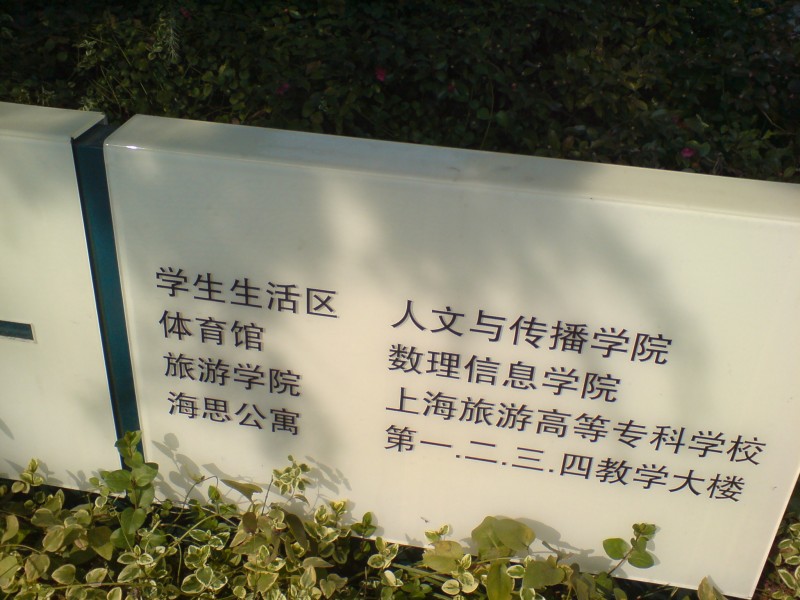 学生生活区
体育馆
旅游学院
海思公寓
人文与传播学院
数理信息学院
上海旅游高等专科学校
第一.二.三.四教学大楼